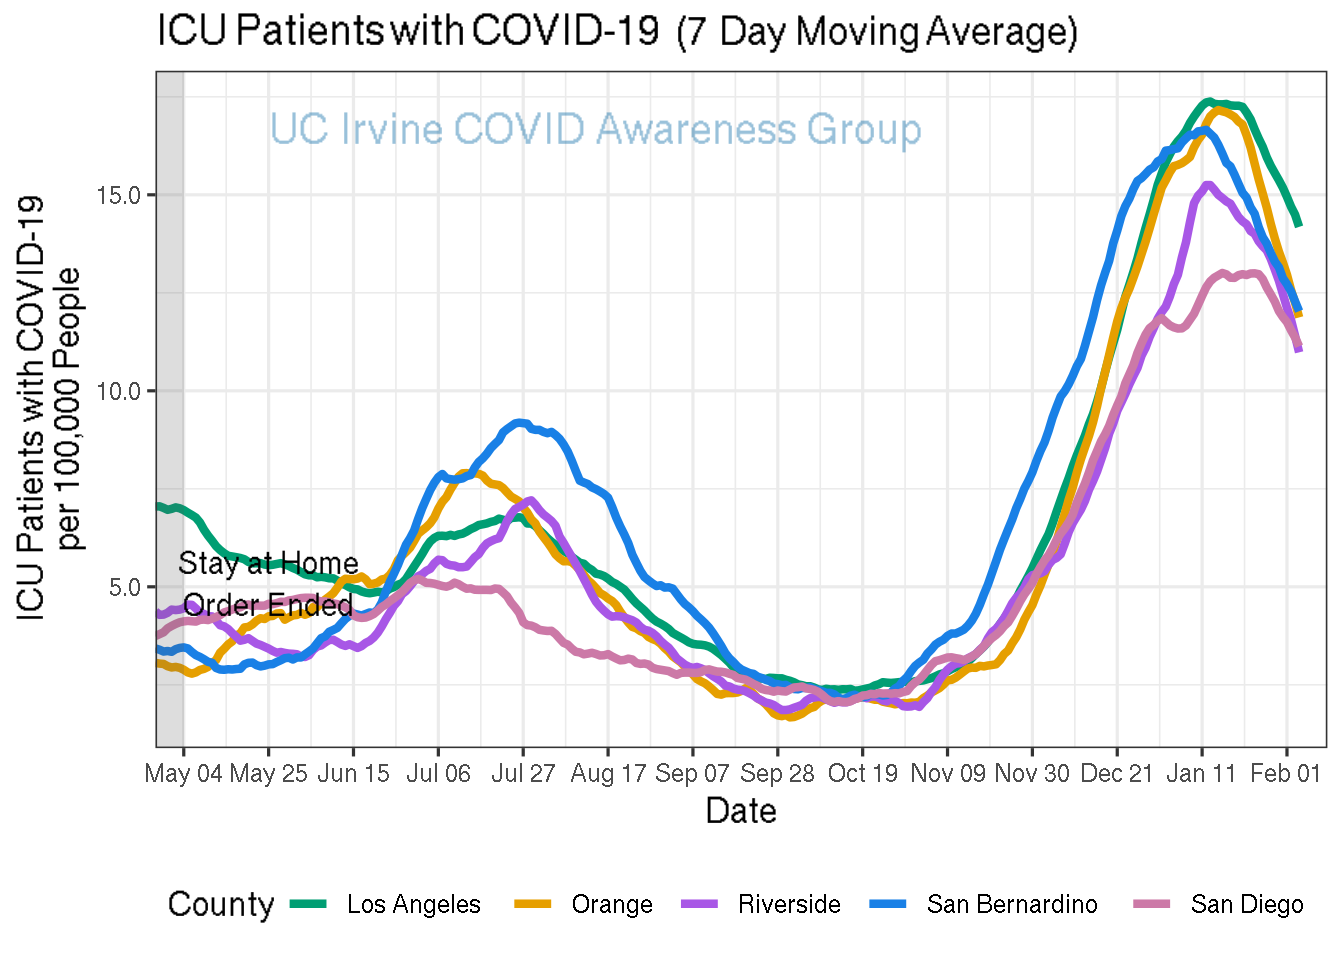 ICU Patients with COVID-19 (7 Day Moving Average)
UC Irvine COVID Awareness Group
ICU Patients with COVID-19
per 100,000 People
15.0
10.0
5.0
Stay at Home
Order Ended
May 04 May 25 Jun 15 Jul 06 Jul 27 Aug 17 Sep 07 Sep 28 Oct 19 Nov 09 Nov 30 Dec 21 Jan 11 Feb 01
Date
County Los Angeles Orange Riverside San Bernardino San Diego